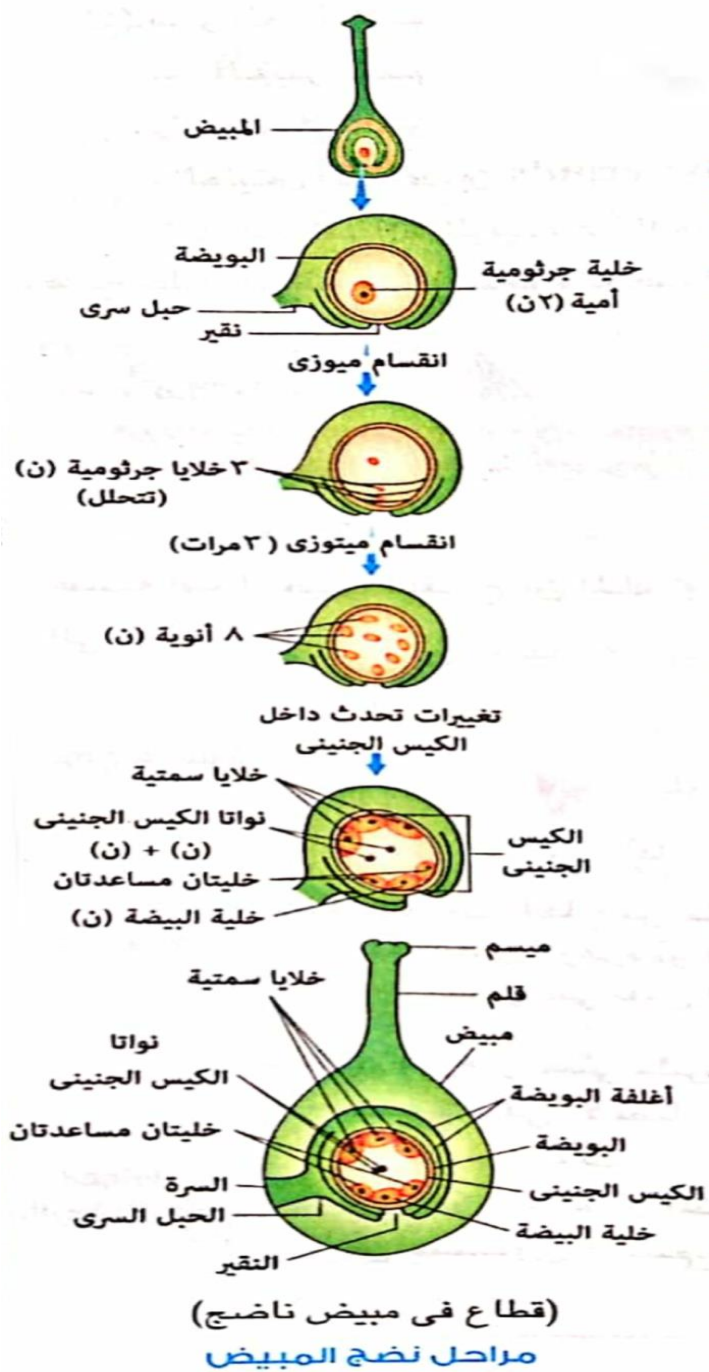 المبيض
البويضة
خلية جرثومية
أمية (٢ن)
حبل سرى
نقير
انقسام ميوزى
٣ خلايا جرثومية (ن)
(تتحلل)
انقسام ميتوزى (٣ مرات)
٨ أنوية (ن)
تغييرات تحدث داخل
الكيس الجنينى
خلايا سمتية
نواتا الكيس الجنينى
(ن) + (ن)
الكيس
الجنينى
خليتان مساعدتان
خلية البيضة (ن)
ميسم
خلايا سمتية
قلم
مبيض
نواتا
الكيس الجنينى
أغلفة البويضة
خليتان مساعدتان
البويضة
السرة
الكيس الجنينى
الحبل السرى
خلية البيضة
النقير
(قطاع فى مبيض ناضج)
مراحل نضج المبيض